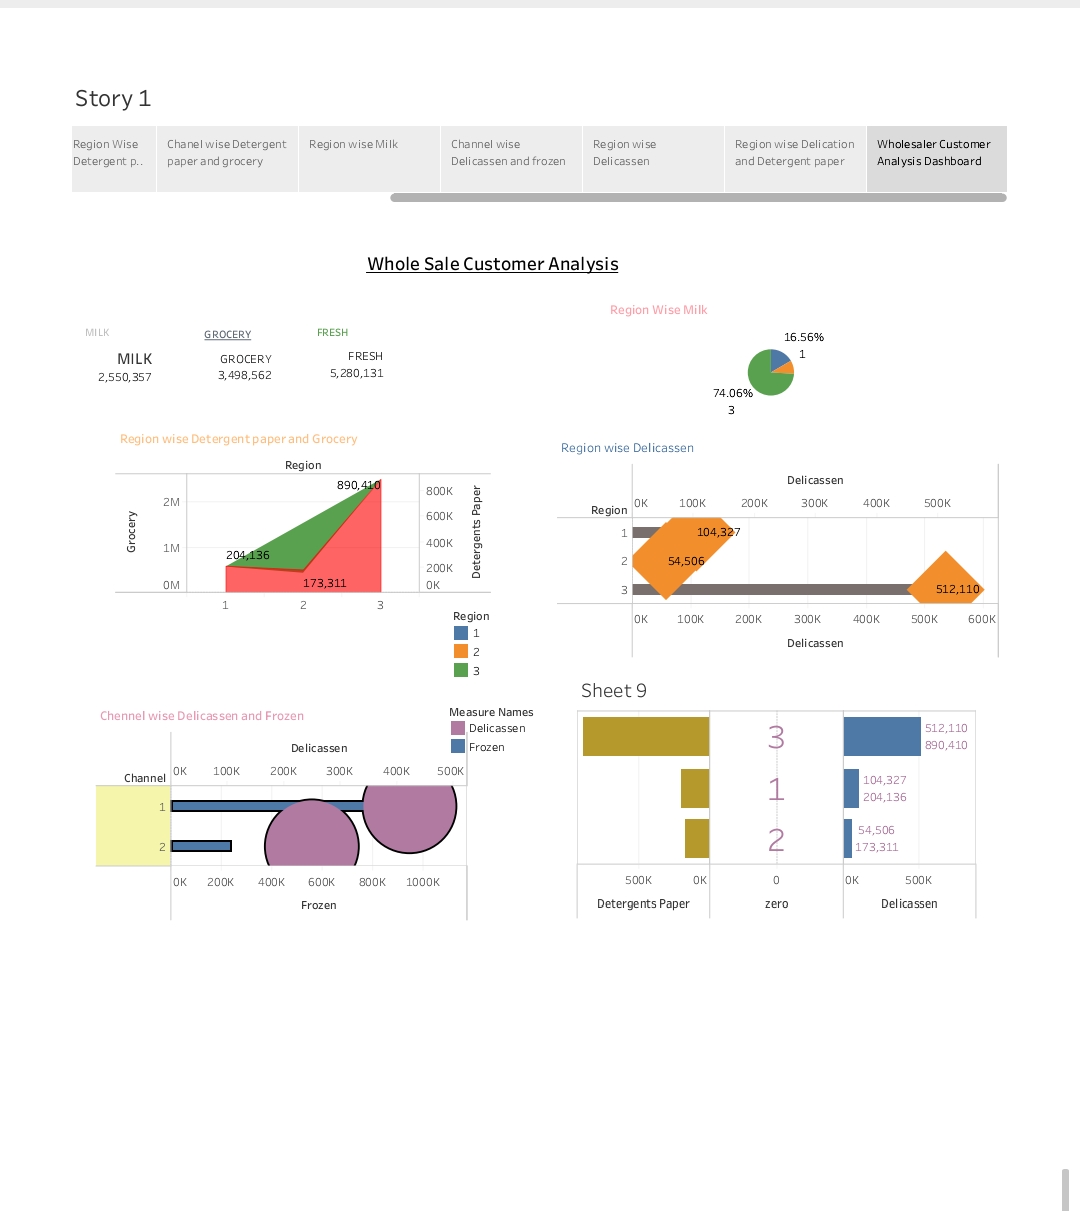 Story 1
Region Wise
Detergent p..
Chanel wise Detergent
paper and grocery
Region wise Milk
Channel wise
Delicassen and frozen
Region wise
Delicassen
Region wise Delication
and Detergent paper
Wholesaler Customer
Analysis Dashboard
Whole Sale Customer Analysis
MILK
MILK
2,550,357
GROCERY
GROCERY
3,498,562
FRESH
FRESH
5,280,131
Region Wise Milk
16.56%
1
74.06%
3
Region wise Detergent paper and Grocery
Region
Grocery
2M
1M
0M
890,410
204,136
173,311
800K
600K
400K
200K
0K
Detergents Paper
1 2 3
Region
1
2
3
Region wise Delicassen
Delicassen
Region
0K 100K 200K 300K 400K 500K
1
104,327
2
54,506
3
512,110
0K 100K 200K 300K 400K 500K 600K
Delicassen
Chennel wise Delicassen and Frozen
Measure Names
Delicassen
Frozen
Delicassen
Channel
0K 100K 200K 300K 400K 500K
1
2
0K 200K 400K 600K 800K 1000K
Frozen
Sheet 9
3
512,110
890,410
1
104,327
204,136
2
54,506
173,311
500K 0K 0 0K 500K
Detergents Paper zero Delicassen